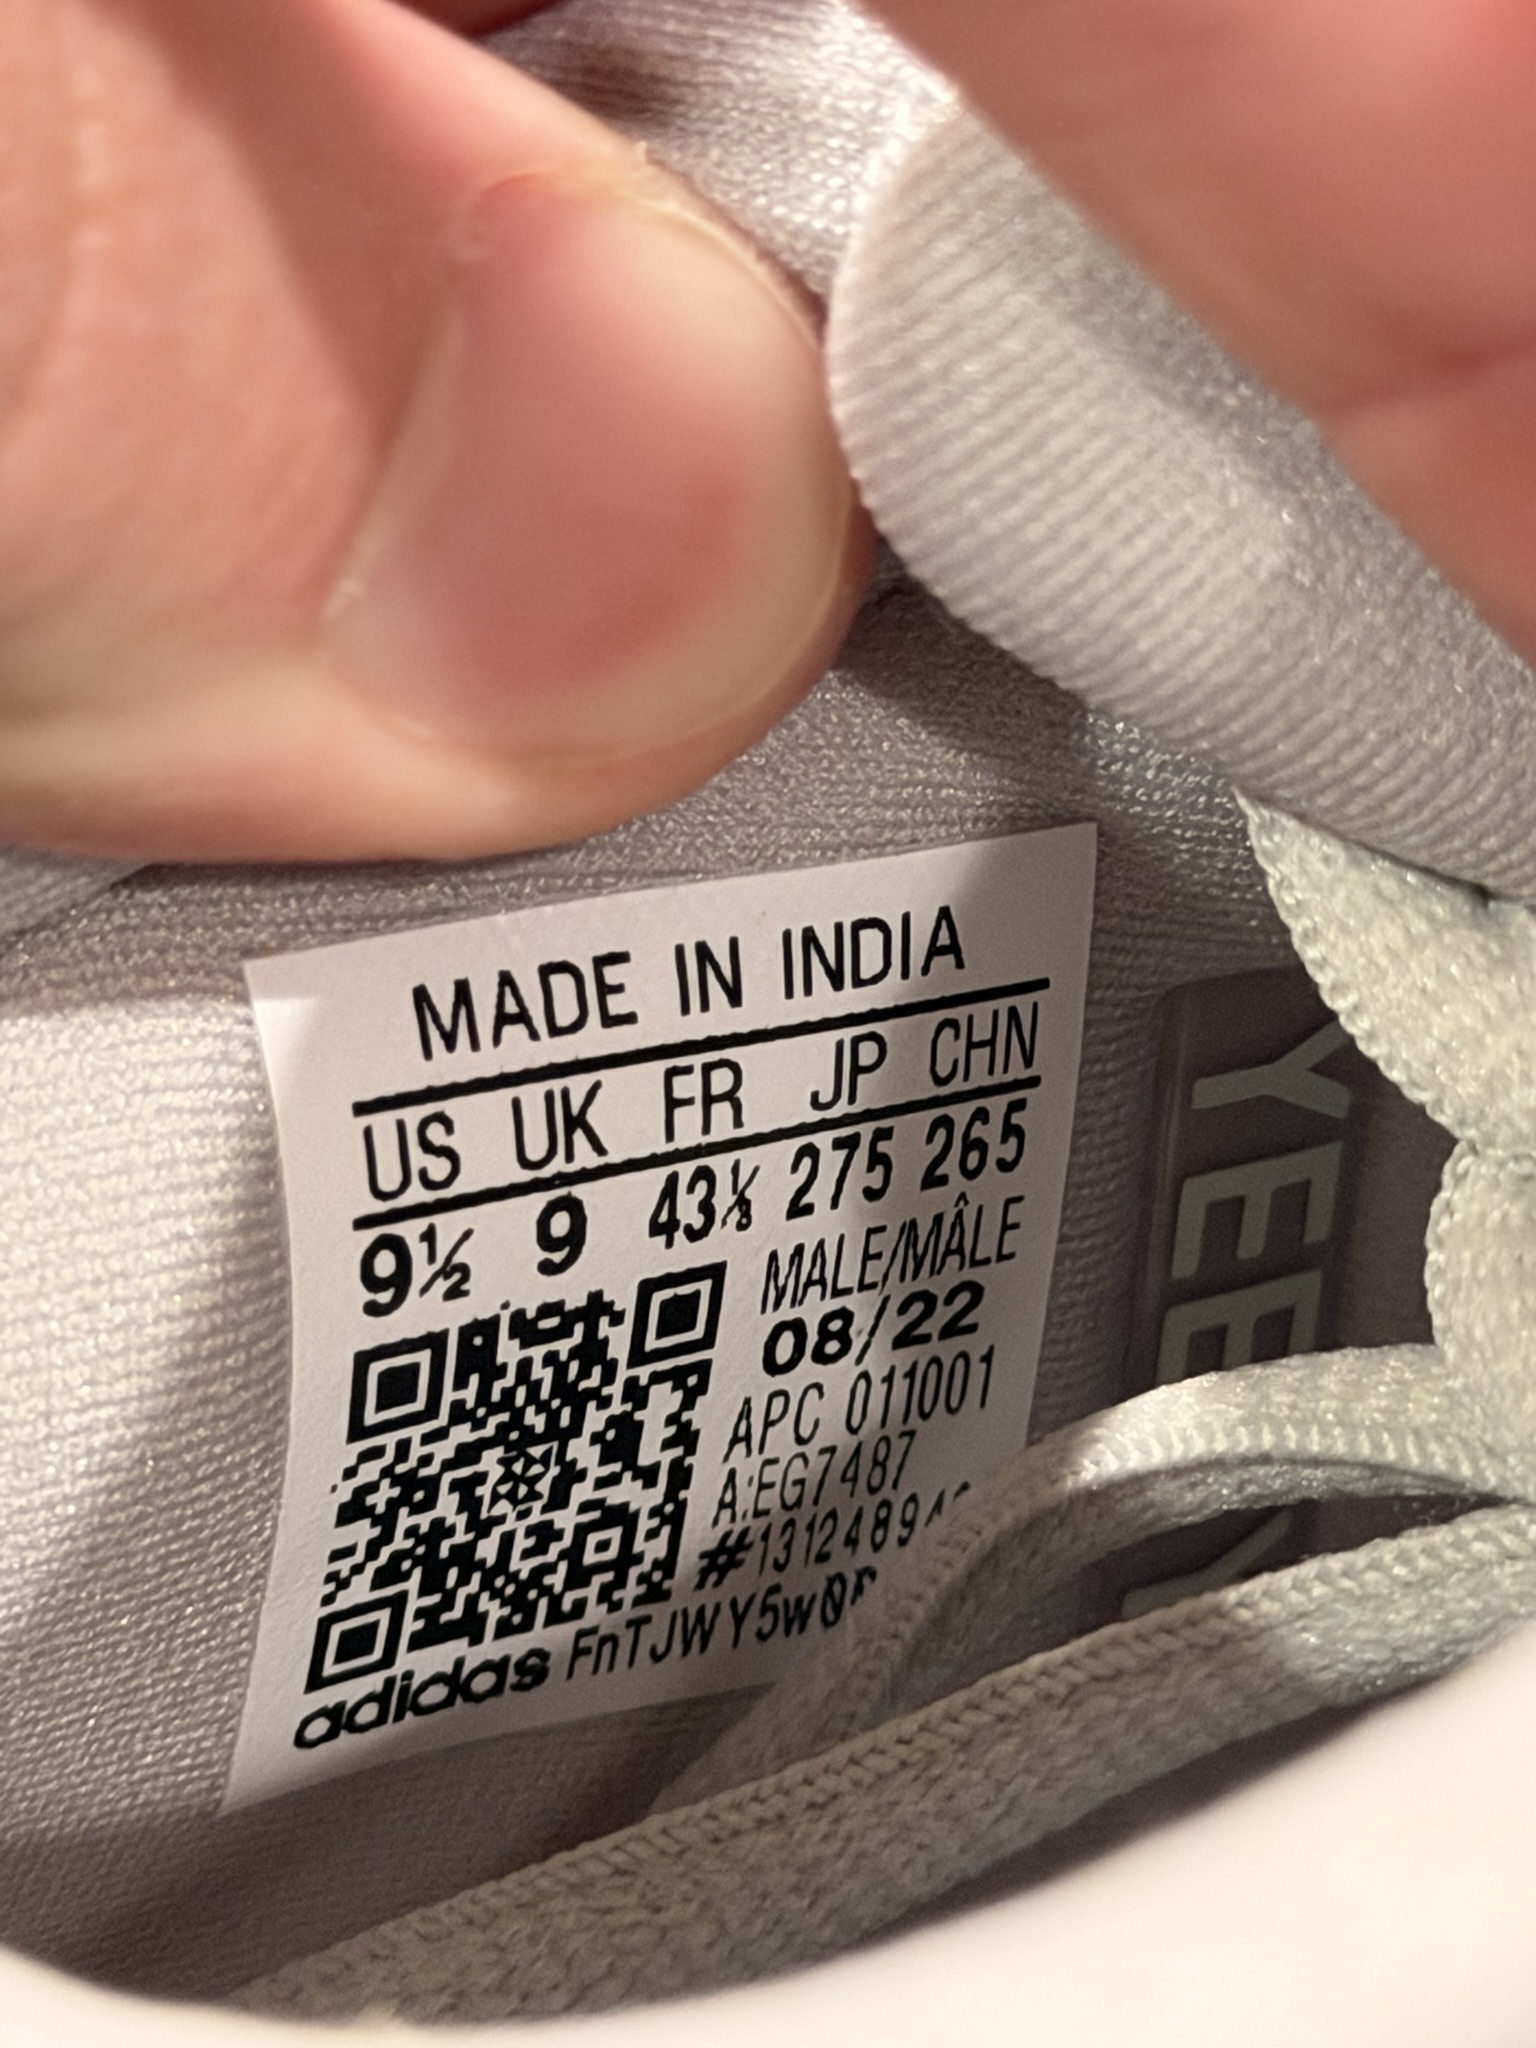 MADE IN INDIA
US UK FR JP CHN
9½ 9 43⅓ 275 265
MALE/MÂLE
08/22
APC 011001
A:EG7487
adidas
YEEZY